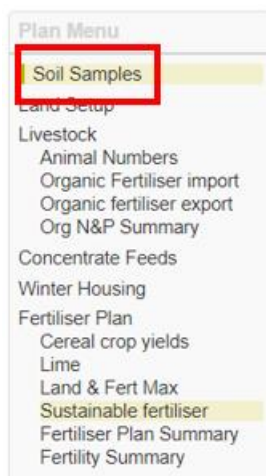 Plan Menu
Soil Samples
Land Setup
Livestock
Animal Numbers
Organic Fertiliser import
Organic fertiliser export
Org N&P Summary
Concentrate Feeds
Winter Housing
Fertiliser Plan
Cereal crop yields
Lime
Land & Fert Max
Sustainable fertiliser
Fertiliser Plan Summary
Fertility Summary